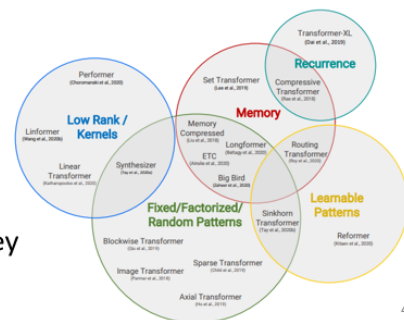 Transformer-XL
(Dai et al., 2019)
Recurrence
Performer
(Choromanski et al., 2020)
Set Transformer
(Lee et al., 2019)
Compressive
Transformer
(Rae et al., 2018)
Memory
Low Rank /
Kernels
Memory
Compressed
(Liu et al., 2018)
Longformer
(Beltagy et al., 2020)
Routing
Transformer
(Roy et al., 2020)
Linformer
(Wang et al., 2020b)
ETC
(Ainslie et al., 2020)
Synthesizer
(Tay et al., 2020a)
Linear
Transformer
(Katharopoulos et al., 2020)
Big Bird
(Zaheer et al., 2020)
Learnable
Patterns
Fixed/Factorized/
Random Patterns
Sinkhorn
Transformer
(Tay et al., 2020b)
ey
Blockwise Transformer
(Qiu et al., 2019)
Reformer
(Kitaev et al., 2020)
Sparse Transformer
(Child et al., 2019)
Image Transformer
(Parmar et al., 2018)
Axial Transformer
(Ho et al., 2019)